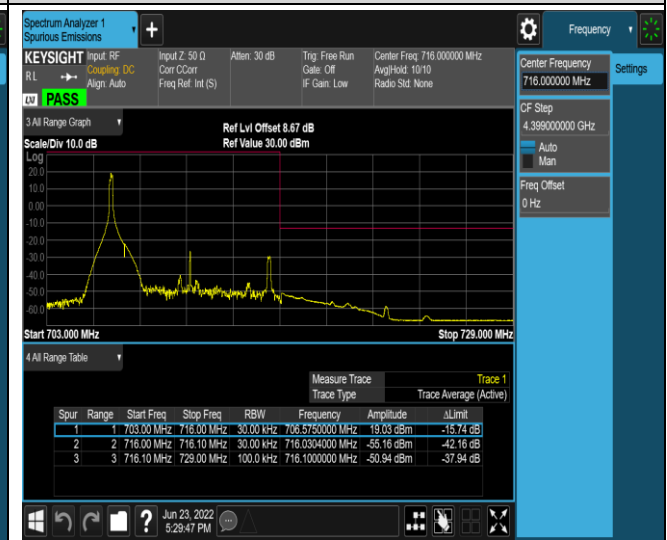 Spectrum Analyzer 1
Spurious Emissions
+
Frequency
KEYSIGHT
Input: RF
Coupling: DC
Align: Auto
Input Z: 50 Ω
Corr CCorr
Freq Ref: Int (S)
Atten: 30 dB
Trig: Free Run
Gate: Off
IF Gain: Low
Center Freq: 716.000000 MHz
Avg|Hold: 10/10
Radio Std: None
R L
LXI PASS
Center Frequency
716.000000 MHz
Settings
CF Step
4.399000000 GHz
Auto
Man
Freq Offset
0 Hz
3 All Range Graph
Scale/Div 10.0 dB
Ref Lvl Offset 8.67 dB
Ref Value 30.00 dBm
Log
20.0
10.0
0.00
-10.0
-20.0
-30.0
-40.0
-50.0
-60.0
Start 703.000 MHz Stop 729.000 MHz
4 All Range Table
Measure Trace Trace 1
Trace Type Trace Average (Active)
Spur Range Start Freq Stop Freq RBW Frequency Amplitude ΔLimit
1 1 703.00 MHz 716.00 MHz 30.00 kHz 706.5750000 MHz 19.03 dBm -15.74 dB
2 2 716.00 MHz 716.10 MHz 30.00 kHz 716.0304000 MHz -55.16 dBm -42.16 dB
3 3 716.10 MHz 729.00 MHz 100.0 kHz 716.1000000 MHz -50.94 dBm -37.94 dB
?
Jun 23, 2022
5:29:47 PM